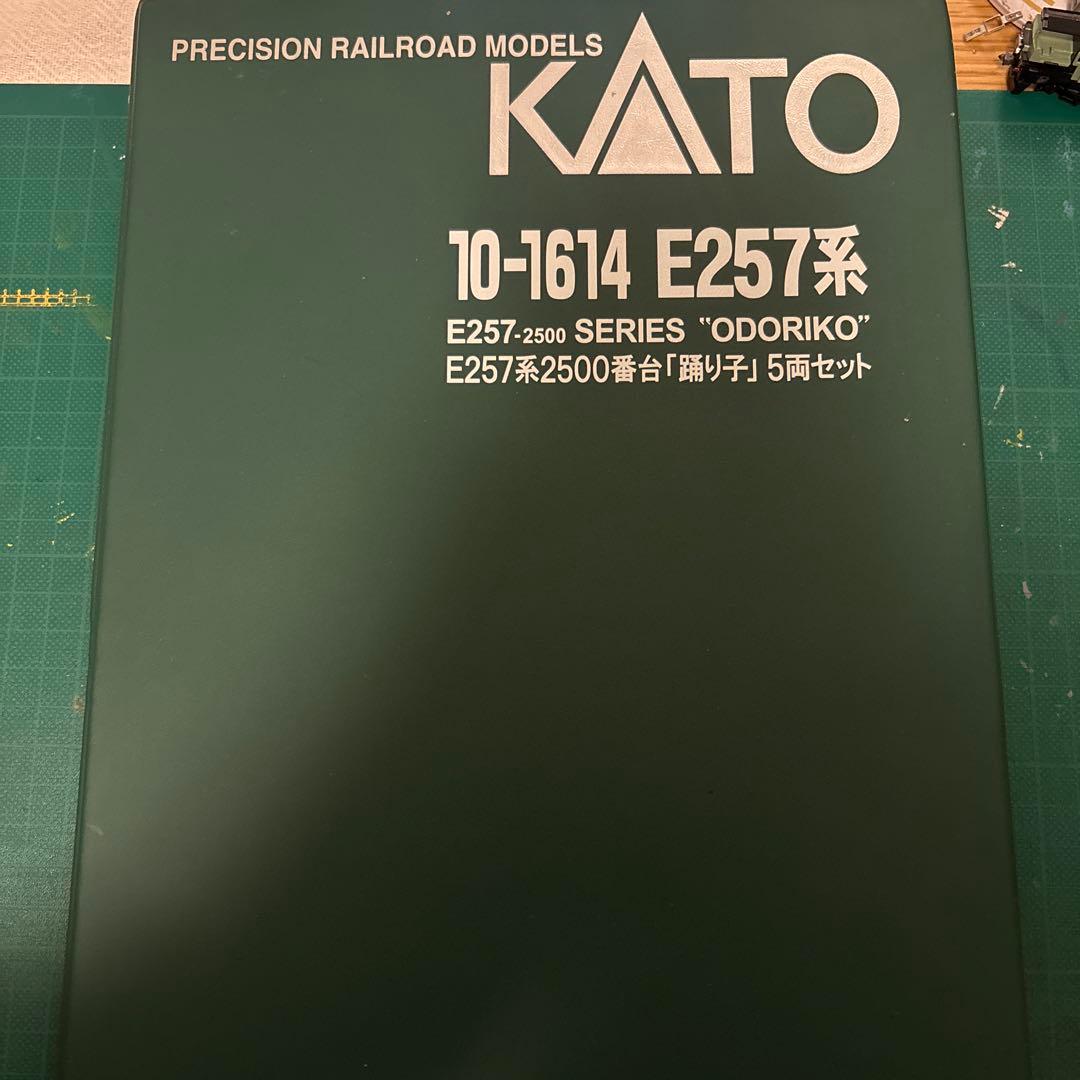 PRECISION RAILROAD MODELS
KATO
10-1614 E257系
E257-2500 SERIES “ODORIKO”
E257系2500番台「踊り子」5両セット